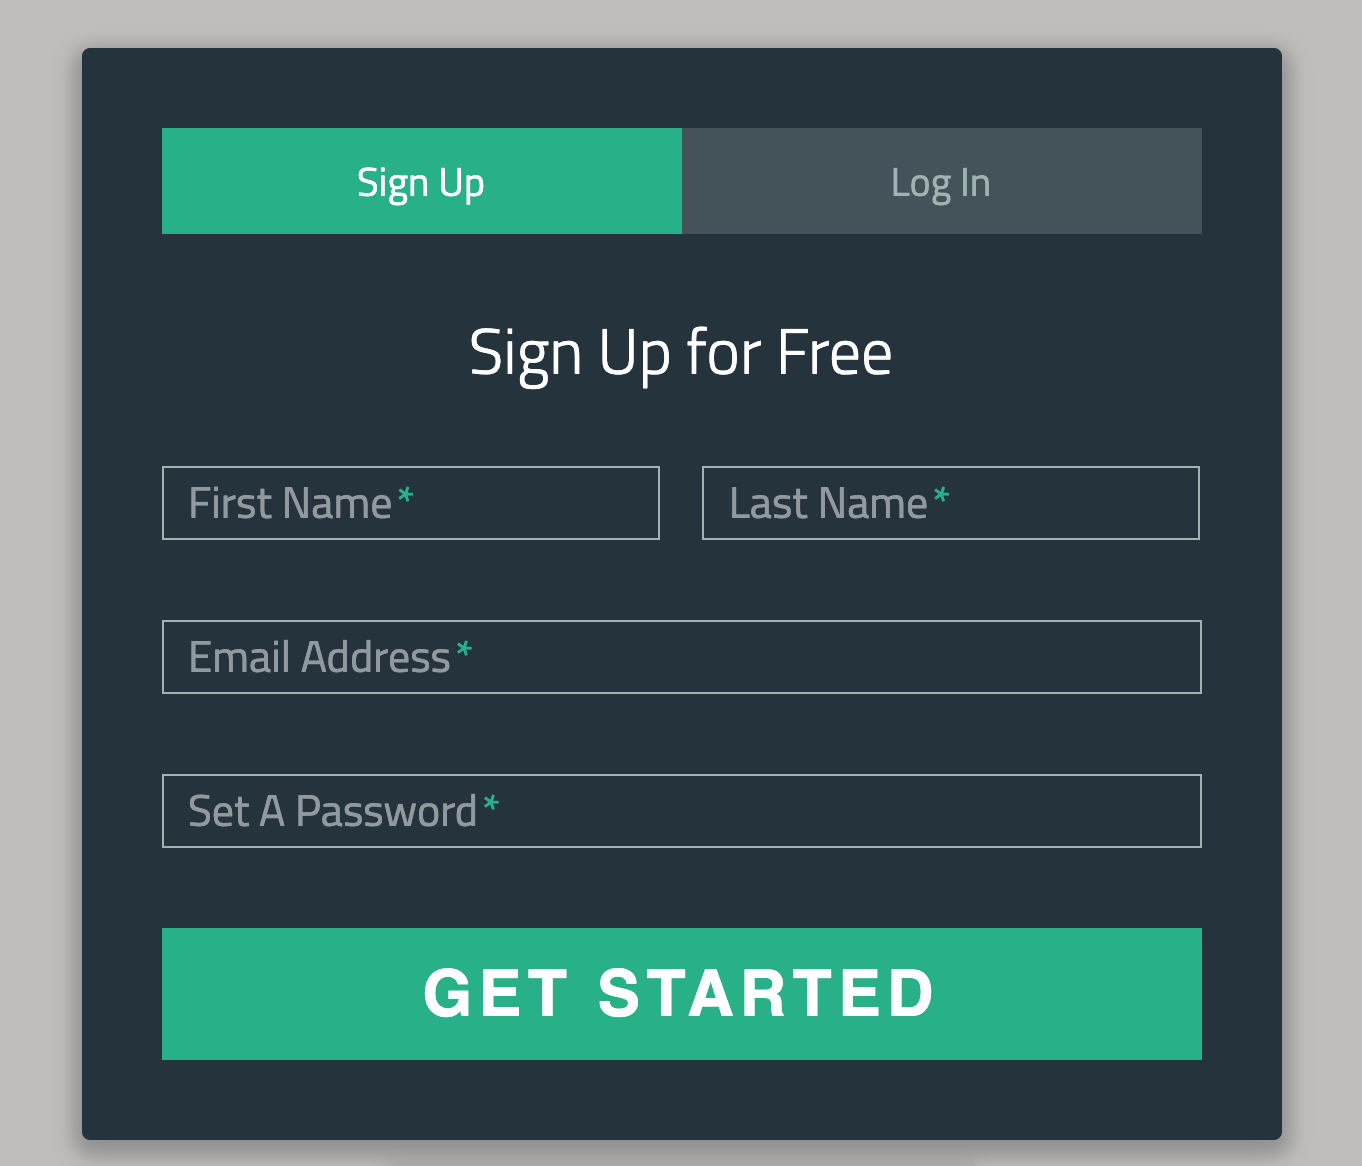 Sign Up Log In
Sign Up for Free
First Name* Last Name*
Email Address*
Set A Password*
GET STARTED